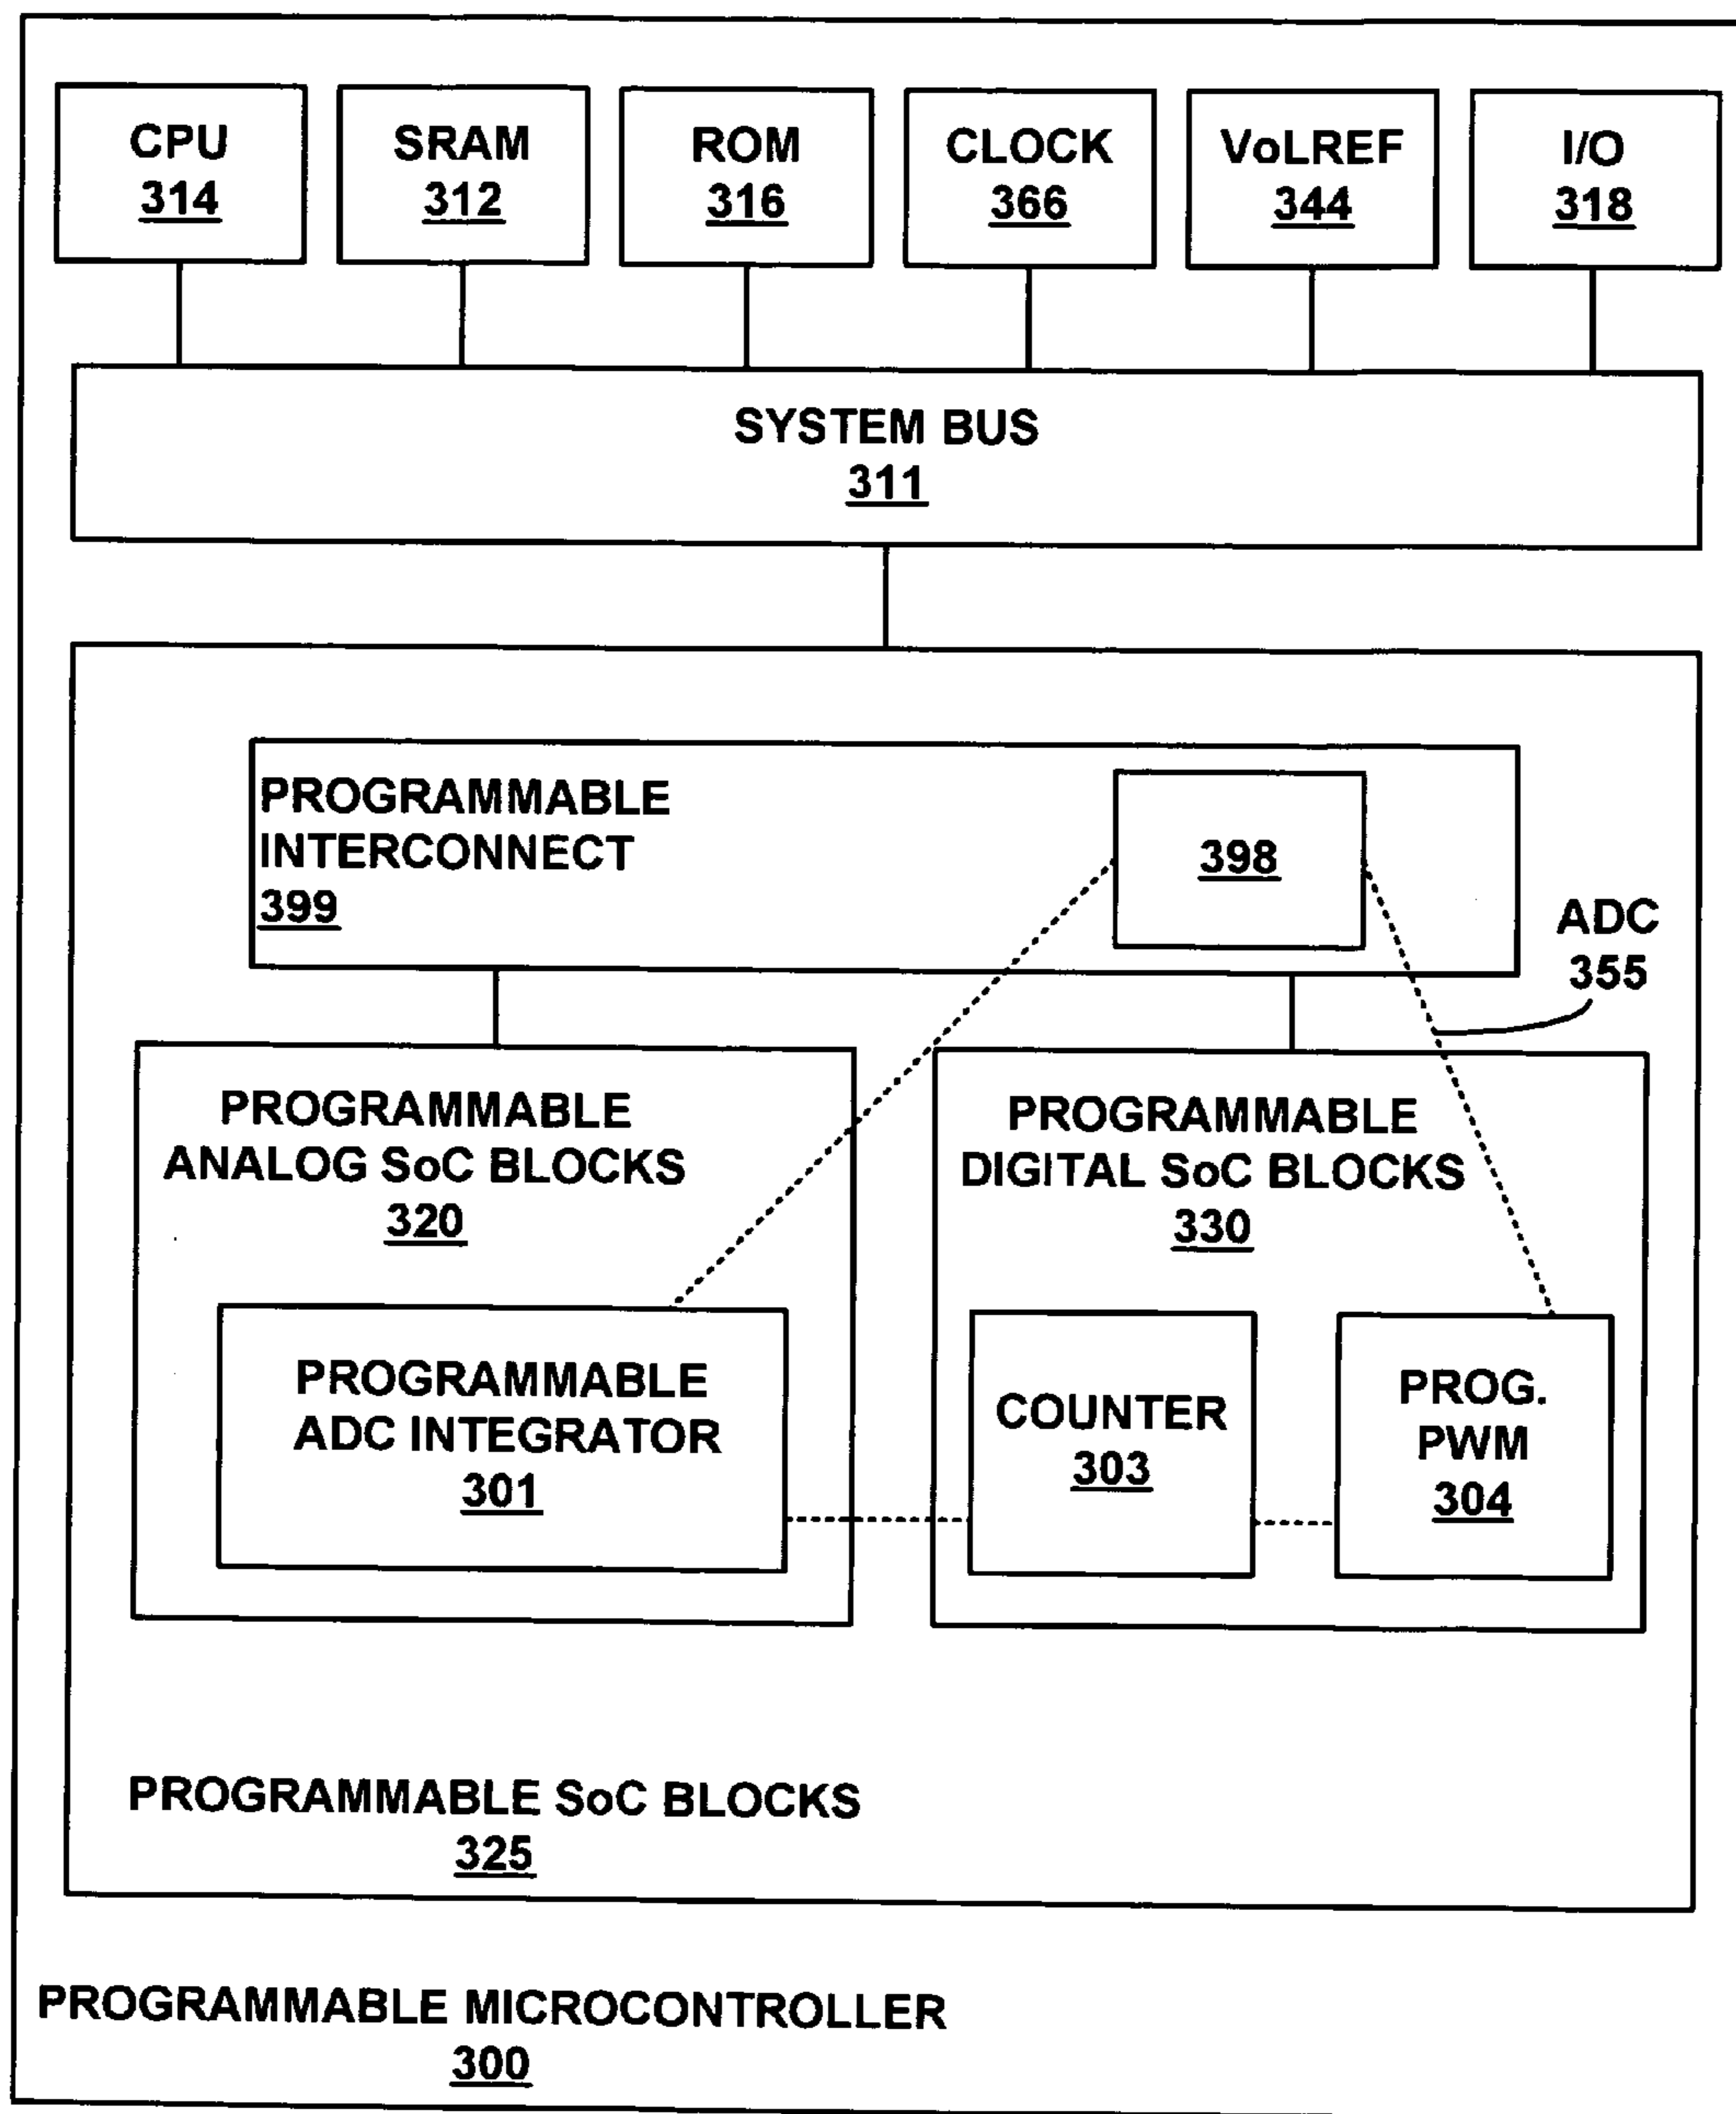 CPU
314
SRAM
312
ROM
316
CLOCK
366
VoLREF
344
I/O
318
SYSTEM BUS
311
PROGRAMMABLE
INTERCONNECT
399
398
ADC
355
PROGRAMMABLE
ANALOG SoC BLOCKS
320
PROGRAMMABLE
DIGITAL SoC BLOCKS
330
PROGRAMMABLE
ADC INTEGRATOR
301
COUNTER
303
PROG.
PWM
304
PROGRAMMABLE SoC BLOCKS
325
PROGRAMMABLE MICROCONTROLLER
300